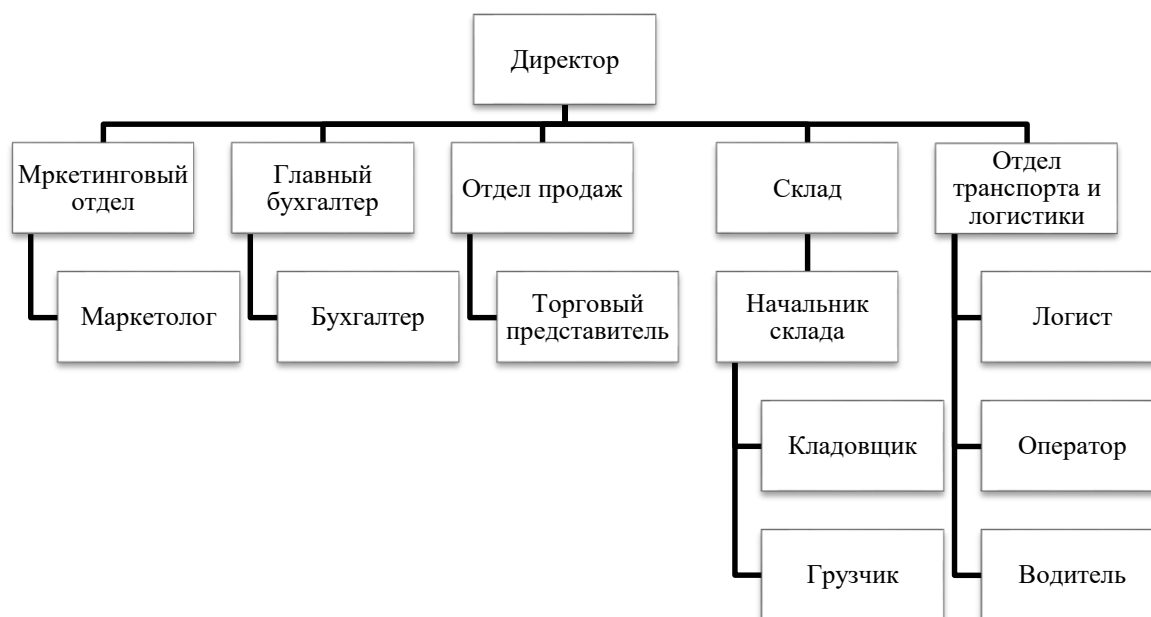 Директор
Мркетинговый
отдел
Главный
бухгалтер
Отдел продаж
Склад
Отдел
транспорта и
логистики
Маркетолог
Бухгалтер
Торговый
представитель
Начальник
склада
Логист
Кладовщик
Оператор
Грузчик
Водитель